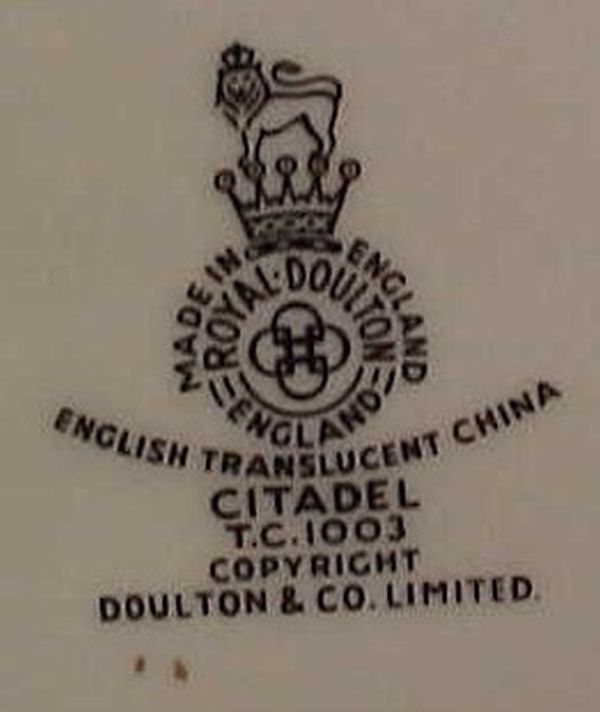 MADE IN ENGLAND
ROYAL·DOULTON
ENGLAND
ENGLISH TRANSLUCENT CHINA
CITADEL
T.C.1003
COPYRIGHT
DOULTON & CO. LIMITED.